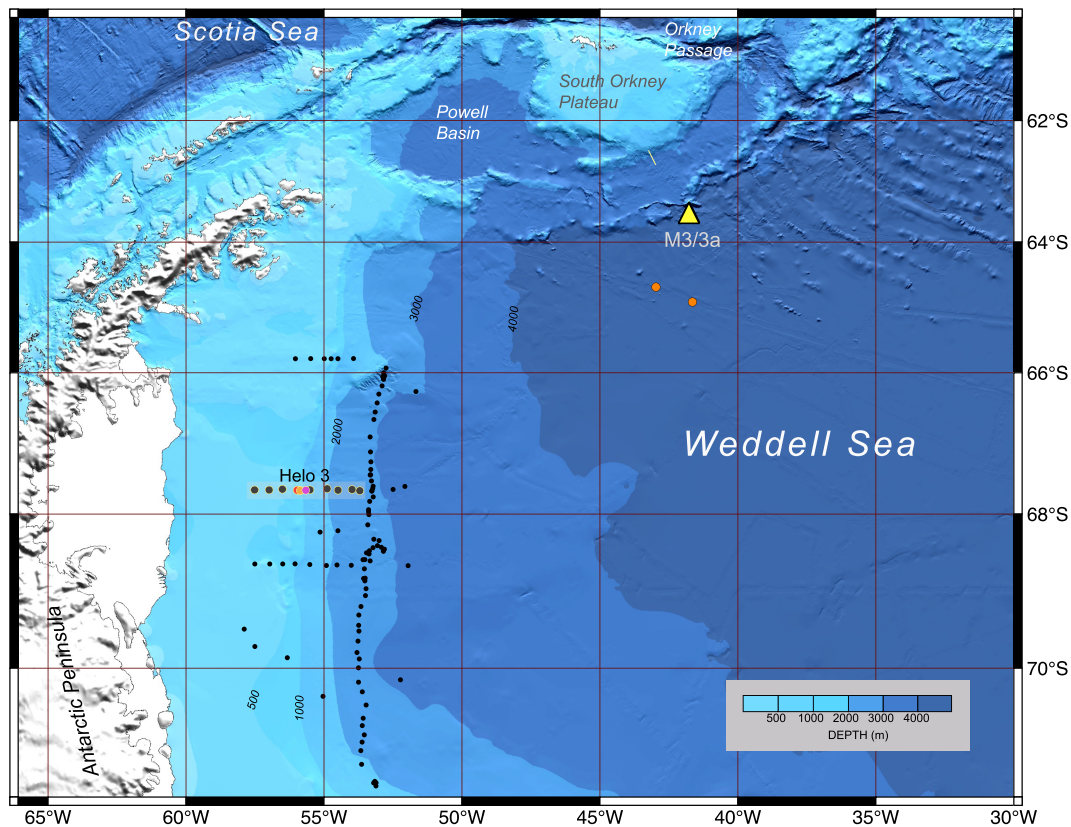 Scotia Sea
Orkney
Passage
South Orkney
Plateau
Powell
Basin
62°S
M3/3a
64°S
3000
4000
66°S
2000
Weddell Sea
Helo 3
68°S
Antarctic Peninsula
70°S
500
1000
500 1000 2000 3000 4000
DEPTH (m)
65°W 60°W 55°W 50°W 45°W 40°W 35°W 30°W